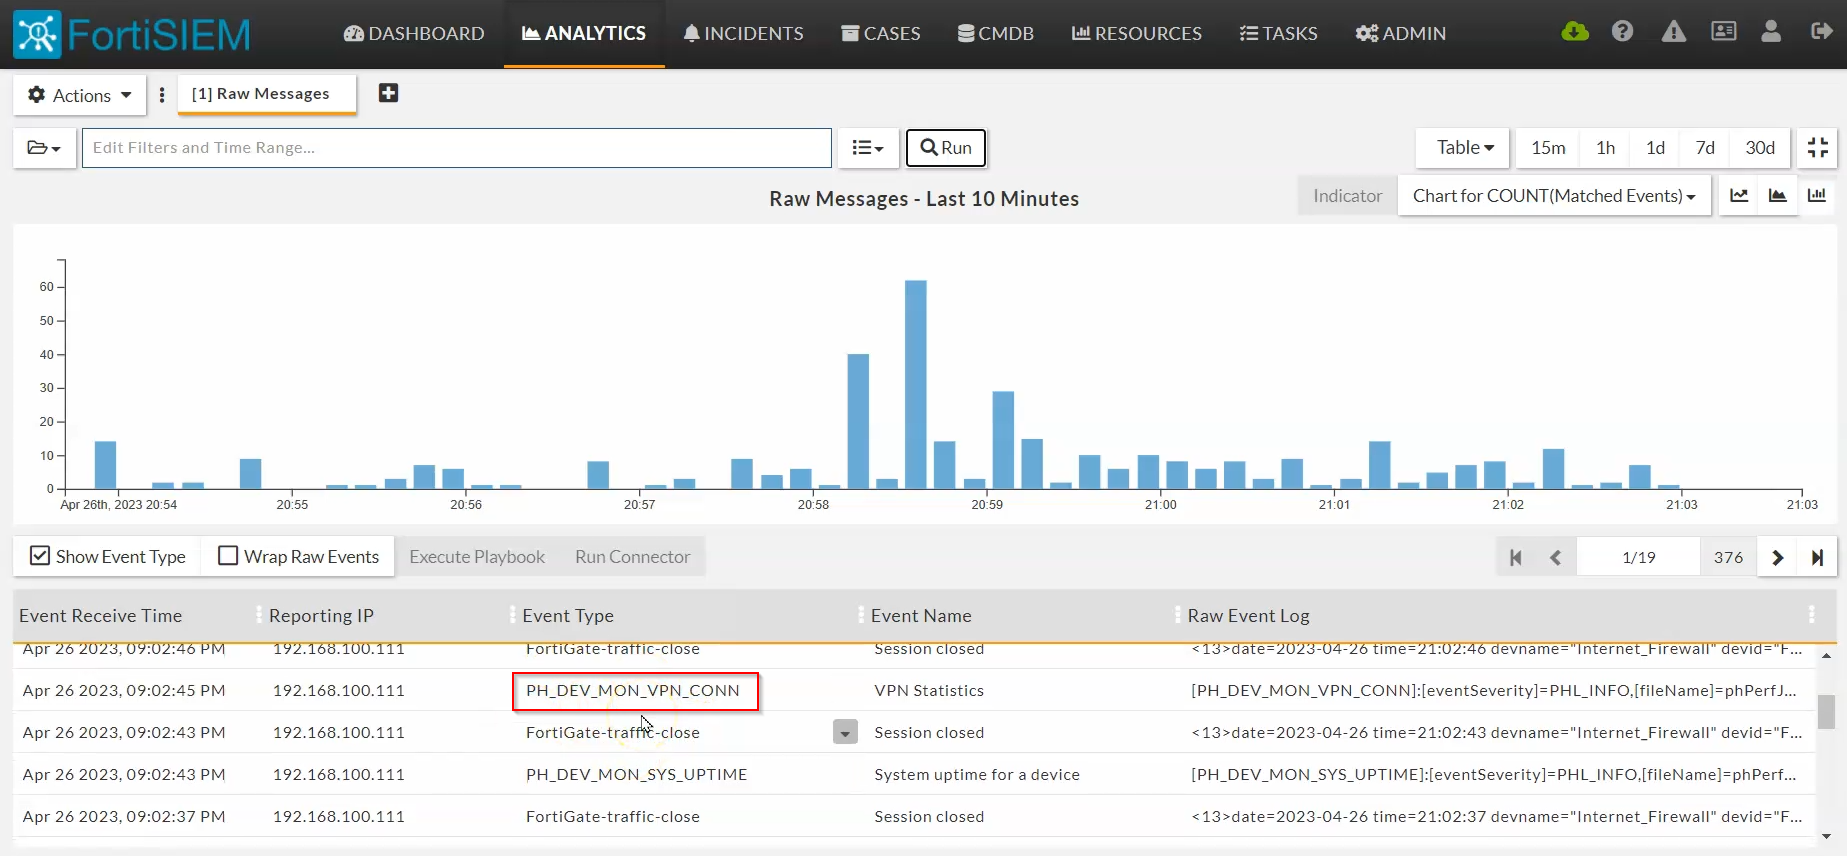 FortiSIEM
DASHBOARD ANALYTICS INCIDENTS CASES CMDB RESOURCES TASKS ADMIN
Actions [1] Raw Messages
Edit Filters and Time Range... Run Table 15m 1h 1d 7d 30d
Raw Messages - Last 10 Minutes Indicator Chart for COUNT(Matched Events)
60
50
40
30
20
10
0
Apr 26th, 2023 20:54 20:55 20:56 20:57 20:58 20:59 21:00 21:01 21:02 21:03 21:03
Show Event Type Wrap Raw Events Execute Playbook Run Connector 1/19 376
Event Receive Time Reporting IP Event Type Event Name Raw Event Log
Apr 26 2023, 09:02:46 PM 192.168.100.111 FortiGate-traffic-close Session closed <13>date=2023-04-26 time=21:02:46 devname="Internet_Firewall" devid="F...
Apr 26 2023, 09:02:45 PM 192.168.100.111 PH_DEV_MON_VPN_CONN VPN Statistics [PH_DEV_MON_VPN_CONN]:[eventSeverity]=PHL_INFO,[fileName]=phPerfJ...
Apr 26 2023, 09:02:43 PM 192.168.100.111 FortiGate-traffic-close Session closed <13>date=2023-04-26 time=21:02:43 devname="Internet_Firewall" devid="F...
Apr 26 2023, 09:02:43 PM 192.168.100.111 PH_DEV_MON_SYS_UPTIME System uptime for a device [PH_DEV_MON_SYS_UPTIME]:[eventSeverity]=PHL_INFO,[fileName]=phPerf...
Apr 26 2023, 09:02:37 PM 192.168.100.111 FortiGate-traffic-close Session closed <13>date=2023-04-26 time=21:02:37 devname="Internet_Firewall" devid="F...